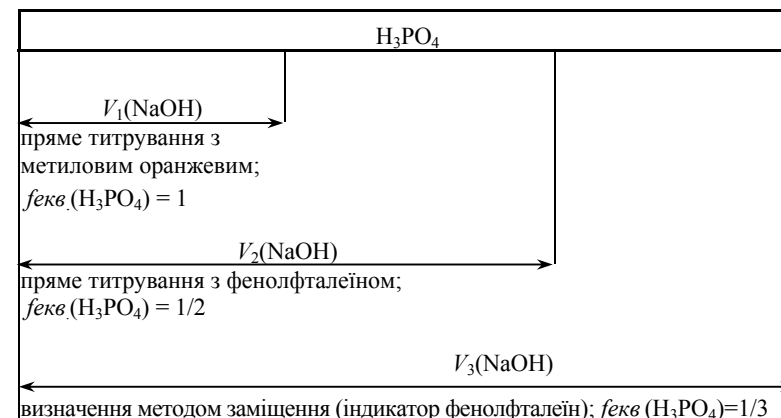 H₃PO₄
V₁(NaOH)
пряме титрування з
метиловим оранжевим;
fекв.(H₃PO₄) = 1
V₂(NaOH)
пряме титрування з фенолфталеїном;
fекв.(H₃PO₄) = 1/2
V₃(NaOH)
визначення методом заміщення (індикатор фенолфталеїн); fекв (H₃PO₄)=1/3